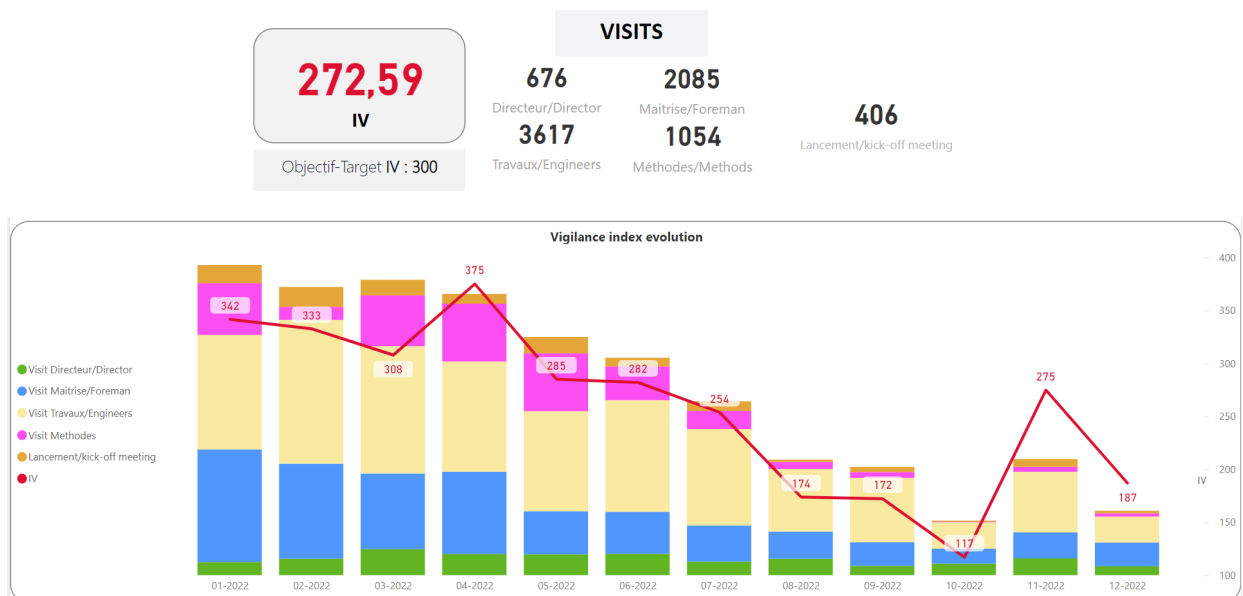 VISITS
272,59
IV
Objectif-Target IV : 300
676
Directeur/Director
2085
Maitrise/Foreman
3617
Travaux/Engineers
1054
Méthodes/Methods
406
Lancement/kick-off meeting
Vigilance index evolution
Visit Directeur/Director
Visit Maitrise/Foreman
Visit Travaux/Engineers
Visit Methodes
Lancement/kick-off meeting
IV
342
333
308
375
285
282
254
174
172
117
275
187
400
350
300
250
200
IV
150
100
01-2022
02-2022
03-2022
04-2022
05-2022
06-2022
07-2022
08-2022
09-2022
10-2022
11-2022
12-2022